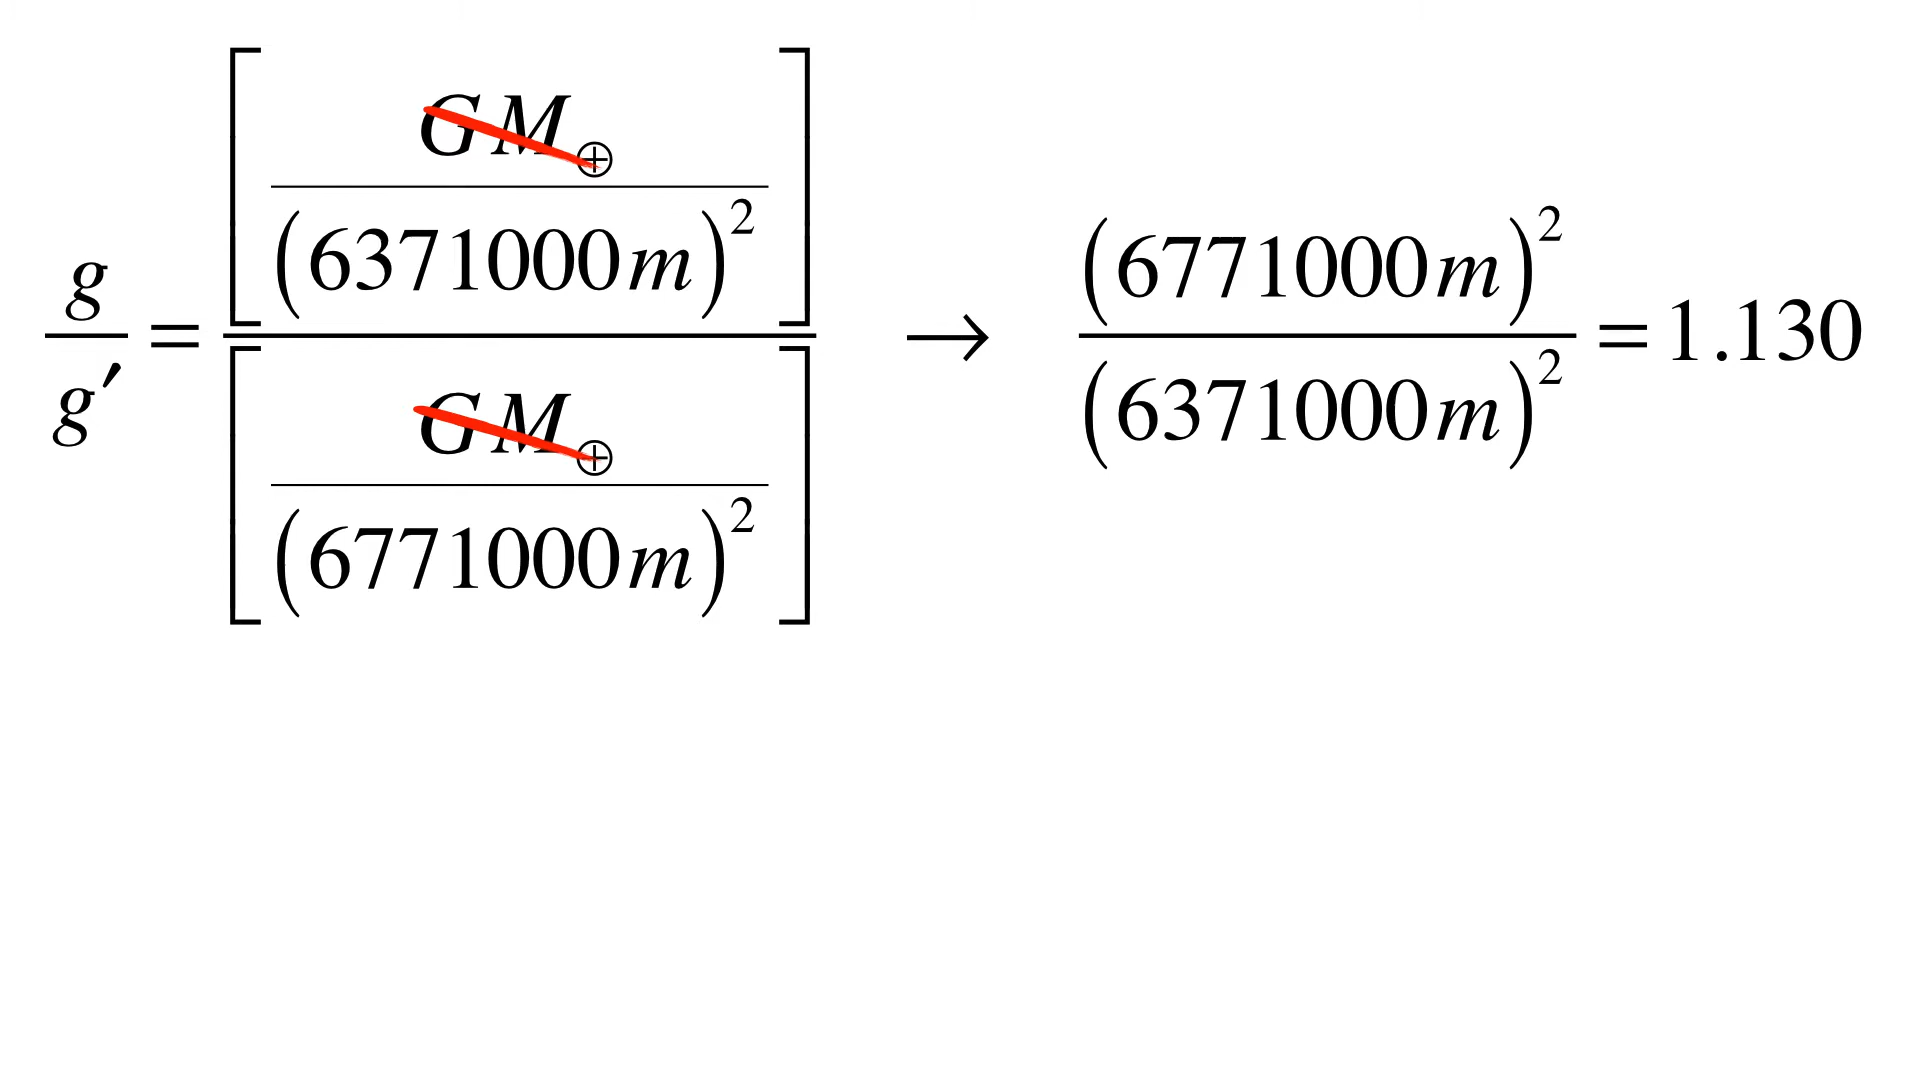 g/g′ = [GM⊕/(6371000m)²]/[GM⊕/(6771000m)²] → (6771000m)²/(6371000m)² = 1.130